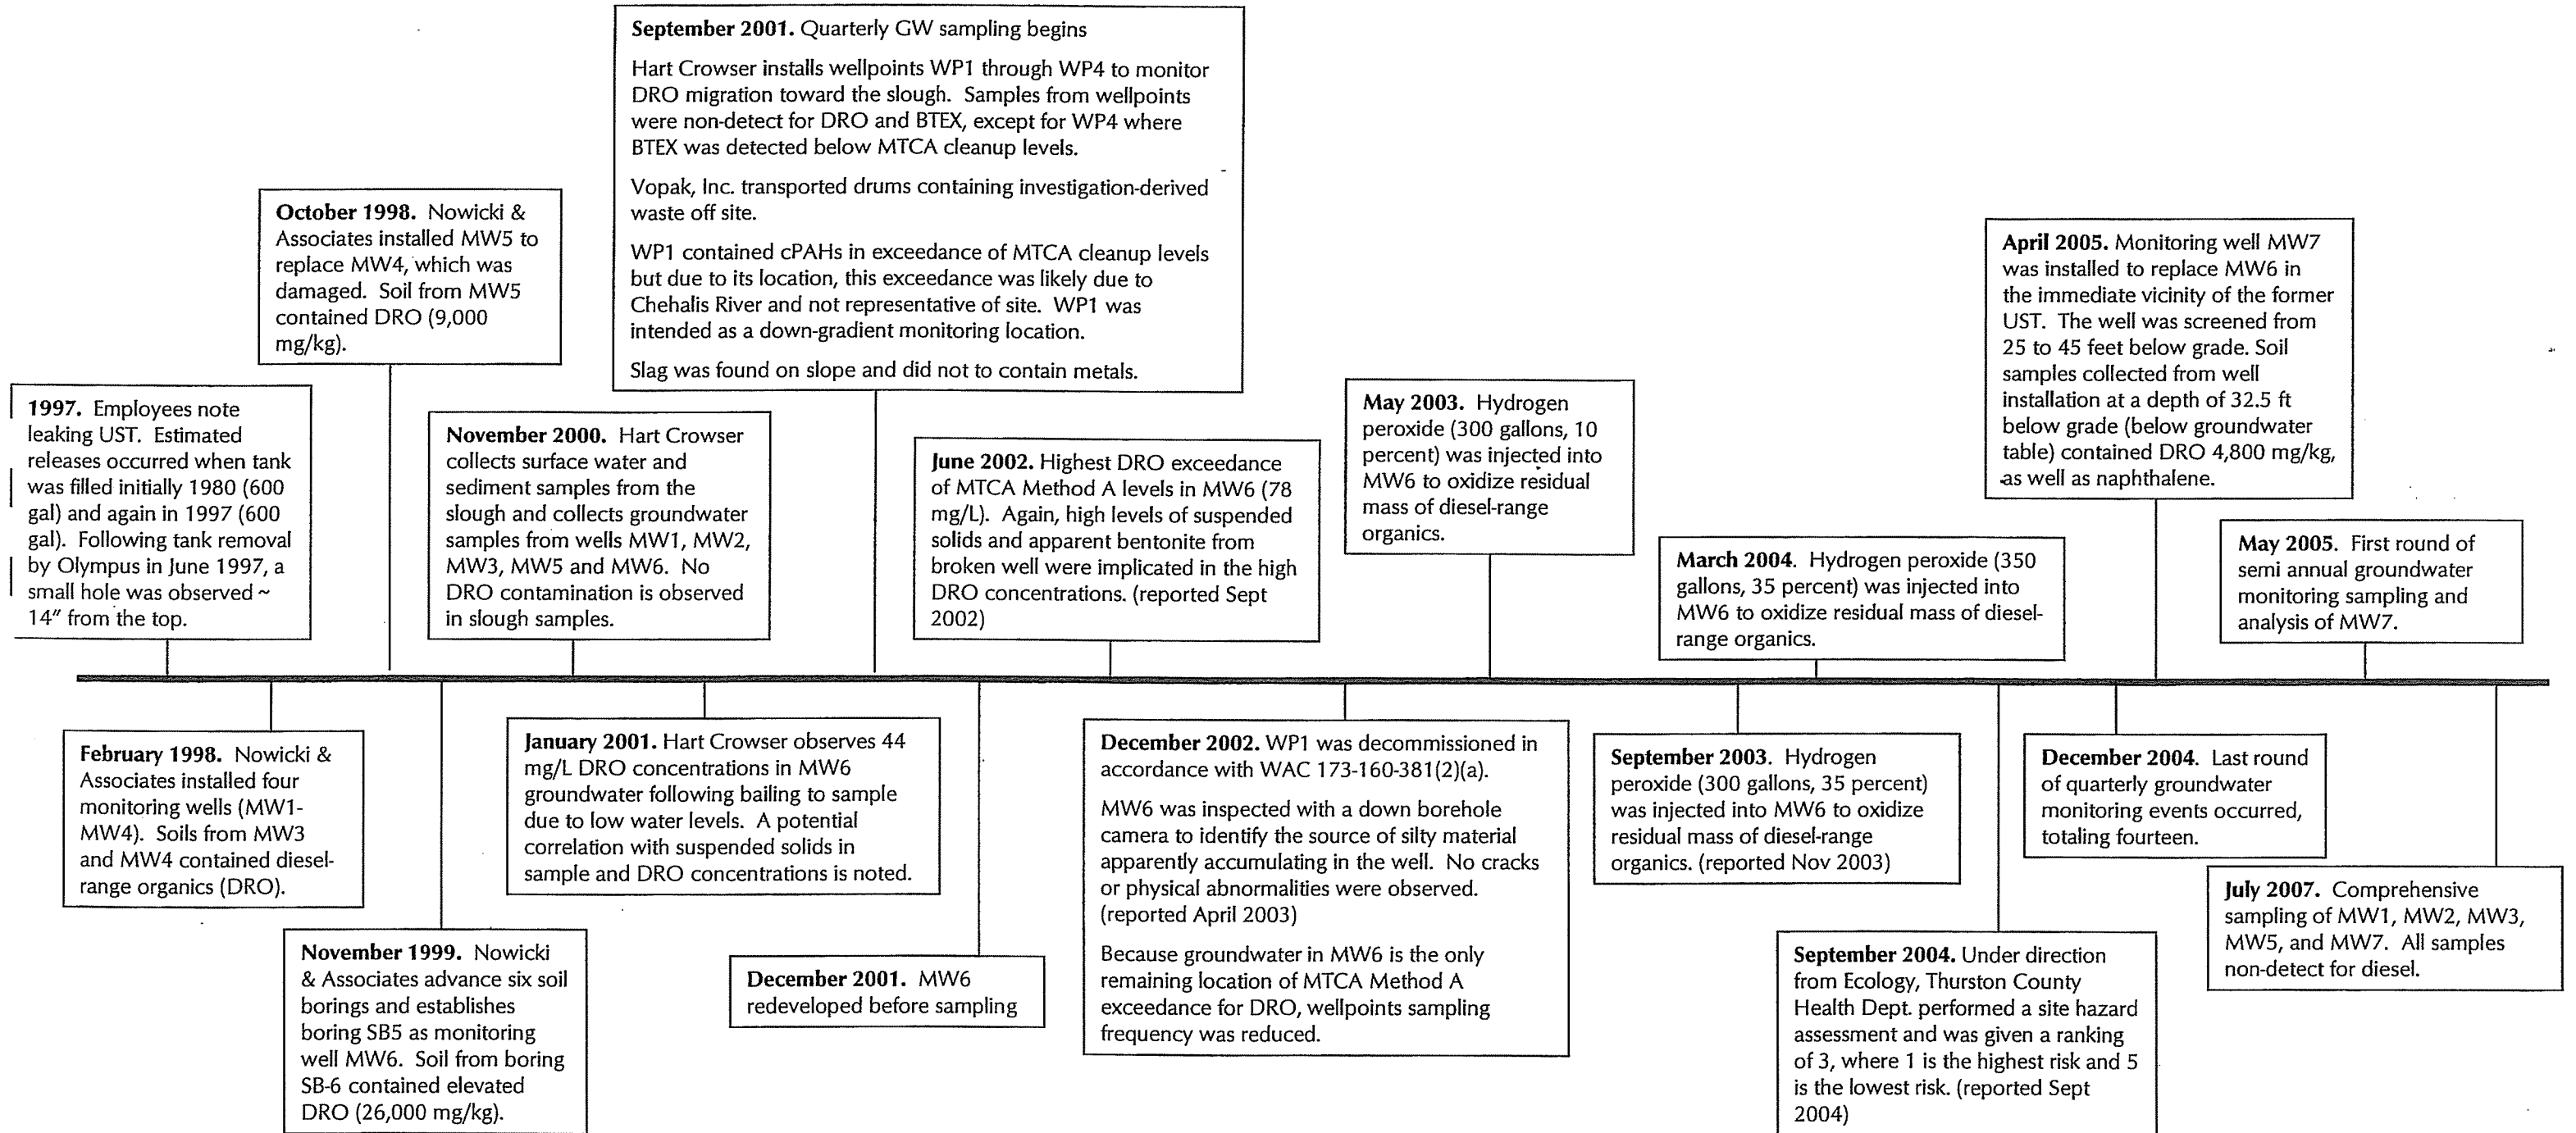 September 2001. Quarterly GW sampling begins
Hart Crowser installs wellpoints WP1 through WP4 to monitor
DRO migration toward the slough. Samples from wellpoints
were non-detect for DRO and BTEX, except for WP4 where
BTEX was detected below MTCA cleanup levels.
Vopak, Inc. transported drums containing investigation-derived
waste off site.
WP1 contained cPAHs in exceedance of MTCA cleanup levels
but due to its location, this exceedance was likely due to
Chehalis River and not representative of site. WP1 was
intended as a down-gradient monitoring location.
Slag was found on slope and did not to contain metals.
October 1998. Nowicki &
Associates installed MW5 to
replace MW4, which was
damaged. Soil from MW5
contained DRO (9,000
mg/kg).
April 2005. Monitoring well MW7
was installed to replace MW6 in
the immediate vicinity of the former
UST. The well was screened from
25 to 45 feet below grade. Soil
samples collected from well
installation at a depth of 32.5 ft
below grade (below groundwater
table) contained DRO 4,800 mg/kg,
as well as naphthalene.
1997. Employees note
leaking UST. Estimated
releases occurred when tank
was filled initially 1980 (600
gal) and again in 1997 (600
gal). Following tank removal
by Olympus in June 1997, a
small hole was observed ~
14" from the top.
November 2000. Hart Crowser
collects surface water and
sediment samples from the
slough and collects groundwater
samples from wells MW1, MW2,
MW3, MW5 and MW6. No
DRO contamination is observed
in slough samples.
June 2002. Highest DRO exceedance
of MTCA Method A levels in MW6 (78
mg/L). Again, high levels of suspended
solids and apparent bentonite from
broken well were implicated in the high
DRO concentrations. (reported Sept
2002)
May 2003. Hydrogen
peroxide (300 gallons, 10
percent) was injected into
MW6 to oxidize residual
mass of diesel-range
organics.
March 2004. Hydrogen peroxide (350
gallons, 35 percent) was injected into
MW6 to oxidize residual mass of diesel-
range organics.
May 2005. First round of
semi annual groundwater
monitoring sampling and
analysis of MW7.
February 1998. Nowicki &
Associates installed four
monitoring wells (MW1-
MW4). Soils from MW3
and MW4 contained diesel-
range organics (DRO).
November 1999. Nowicki
& Associates advance six soil
borings and establishes
boring SB5 as monitoring
well MW6. Soil from boring
SB-6 contained elevated
DRO (26,000 mg/kg).
January 2001. Hart Crowser observes 44
mg/L DRO concentrations in MW6
groundwater following bailing to sample
due to low water levels. A potential
correlation with suspended solids in
sample and DRO concentrations is noted.
December 2001. MW6
redeveloped before sampling
December 2002. WP1 was decommissioned in
accordance with WAC 173-160-381(2)(a).
MW6 was inspected with a down borehole
camera to identify the source of silty material
apparently accumulating in the well. No cracks
or physical abnormalities were observed.
(reported April 2003)
Because groundwater in MW6 is the only
remaining location of MTCA Method A
exceedance for DRO, wellpoints sampling
frequency was reduced.
September 2003. Hydrogen
peroxide (300 gallons, 35 percent)
was injected into MW6 to oxidize
residual mass of diesel-range
organics. (reported Nov 2003)
September 2004. Under direction
from Ecology, Thurston County
Health Dept. performed a site hazard
assessment and was given a ranking
of 3, where 1 is the highest risk and 5
is the lowest risk. (reported Sept
2004)
December 2004. Last round
of quarterly groundwater
monitoring events occurred,
totaling fourteen.
July 2007. Comprehensive
sampling of MW1, MW2, MW3,
MW5, and MW7. All samples
non-detect for diesel.